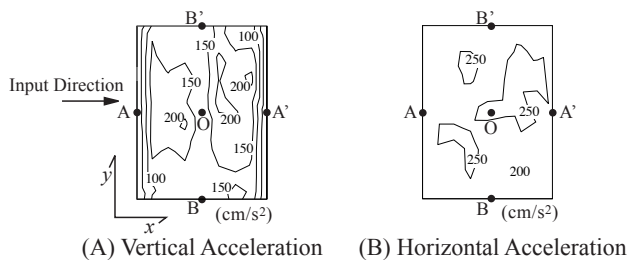 B'
150
100
150
200
Input Direction
A
200
O
200
A'
150
100
150
B
y
x
(cm/s²)
(A) Vertical Acceleration
B'
250
A
O
250
A'
250
200
B
(cm/s²)
(B) Horizontal Acceleration